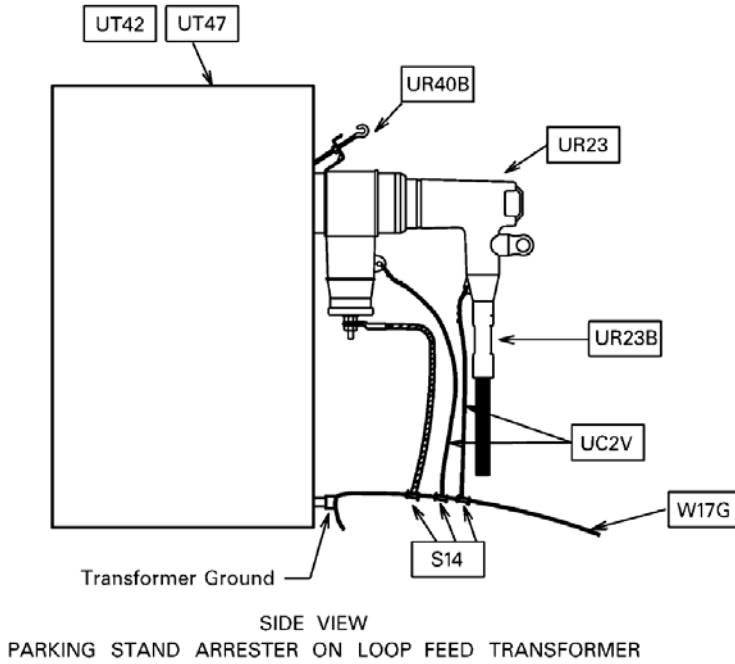 UT42 UT47
UR40B
UR23
UR23B
UC2V
W17G
S14
Transformer Ground
SIDE VIEW
PARKING STAND ARRESTER ON LOOP FEED TRANSFORMER